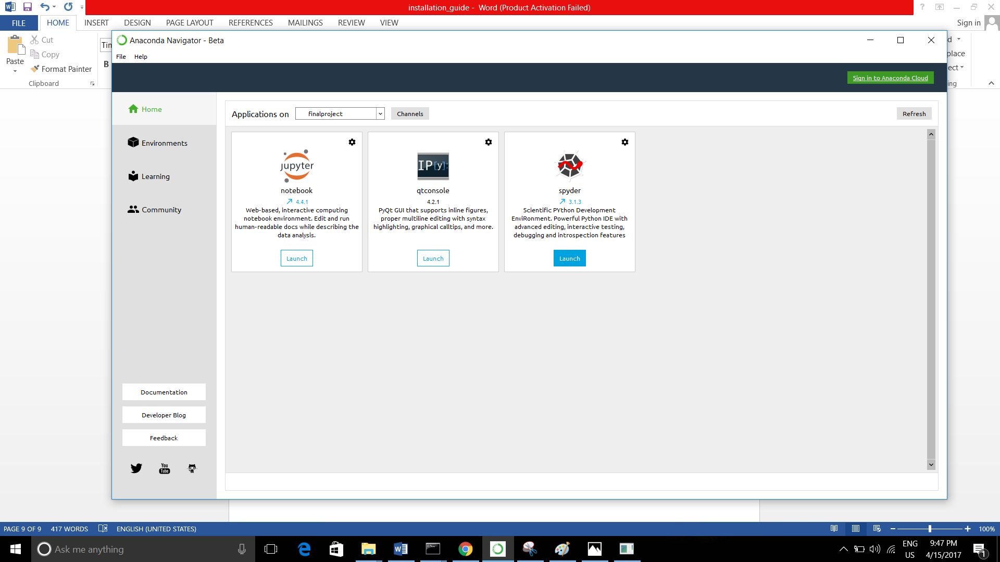 installation_guide - Word (Product Activation Failed)
FILE HOME INSERT DESIGN PAGE LAYOUT REFERENCES MAILINGS REVIEW VIEW Sign in
Paste
Cut
Copy
Format Painter
Clipboard
Tin
B
d
place
ect
ing
Anaconda Navigator - Beta
File Help
Sign in to Anaconda Cloud
Home
Environments
Learning
Community
Documentation
Developer Blog
Feedback
You
Tube
Applications on finalproject Channels Refresh
jupyter
notebook
4.4.1
Web-based, interactive computing
notebook environment. Edit and run
human-readable docs while describing the
data analysis.
Launch
IP[y]:
qtconsole
4.2.1
PyQt GUI that supports inline figures,
proper multiline editing with syntax
highlighting, graphical calltips, and more.
Launch
spyder
3.1.3
Scientific PYthon Development
EnviRonment. Powerful Python IDE with
advanced editing, interactive testing,
debugging and introspection features
Launch
PAGE 9 OF 9 417 WORDS ENGLISH (UNITED STATES) 100%
Ask me anything
ENG
US
9:47 PM
4/15/2017
1